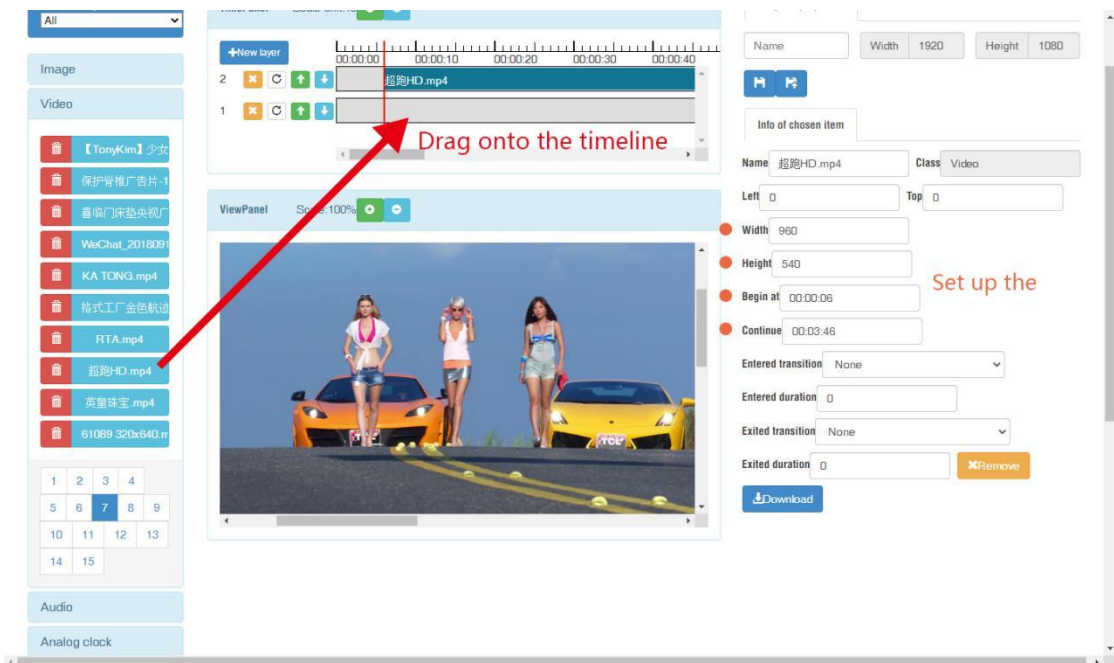 All
+New layer
00:00:00 00:00:10 00:00:20 00:00:30 00:00:40
2 超跑HD.mp4
1
Drag onto the timeline
Image
Video
【TonyKim】少女
保护脊椎广告片-1
喜临门床垫央视广
WeChat_2018091
KA TONG.mp4
格式工厂金色航迹
RTA.mp4
超跑HD.mp4
英皇珠宝.mp4
61089 320x640.m
1 2 3 4
5 6 7 8 9
10 11 12 13
14 15
Audio
Analog clock
ViewPanel Scale:100%
TCL
Name Width 1920 Height 1080
Info of chosen item
Name 超跑HD.mp4 Class Video
Left 0 Top 0
Width 960
Height 540
Set up the
Begin at 00:00:06
Continue 00:03:46
Entered transition None
Entered duration 0
Exited transition None
Exited duration 0 Remove
Download